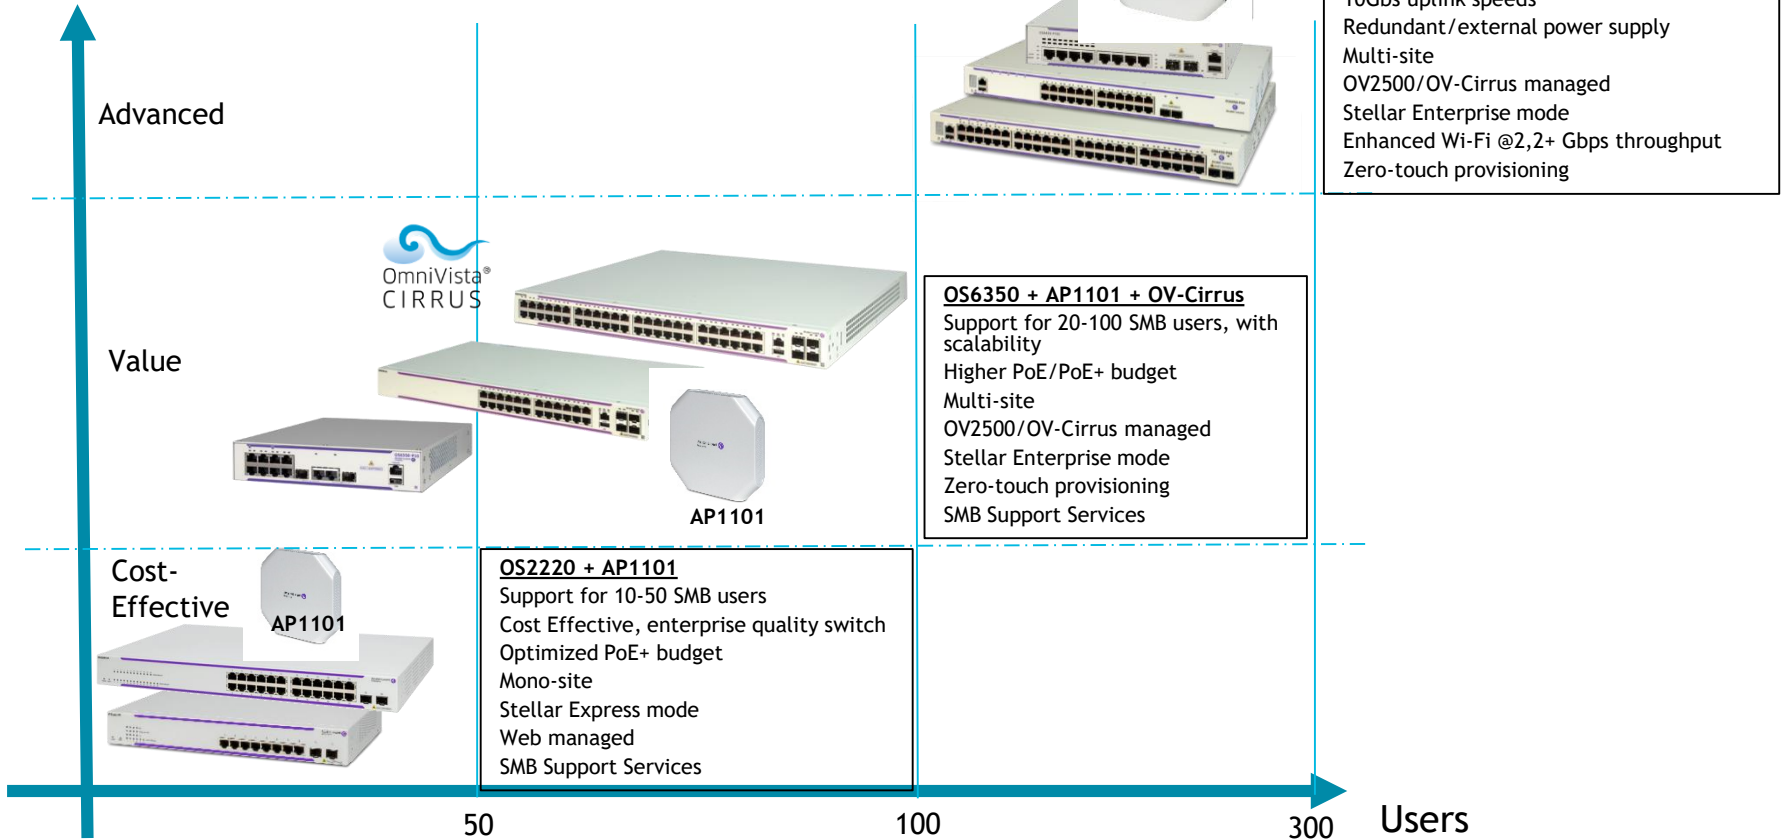 10Gbs uplink speeds
Redundant/external power supply
Multi-site
OV2500/OV-Cirrus managed
Stellar Enterprise mode
Enhanced Wi-Fi @2,2+ Gbps throughput
Zero-touch provisioning
Advanced
OmniVista®
CIRRUS
Value
AP1101
OS6350 + AP1101 + OV-Cirrus
Support for 20-100 SMB users, with
scalability
Higher PoE/PoE+ budget
Multi-site
OV2500/OV-Cirrus managed
Stellar Enterprise mode
Zero-touch provisioning
SMB Support Services
Cost-
Effective
AP1101
OS2220 + AP1101
Support for 10-50 SMB users
Cost Effective, enterprise quality switch
Optimized PoE+ budget
Mono-site
Stellar Express mode
Web managed
SMB Support Services
50
100
300
Users